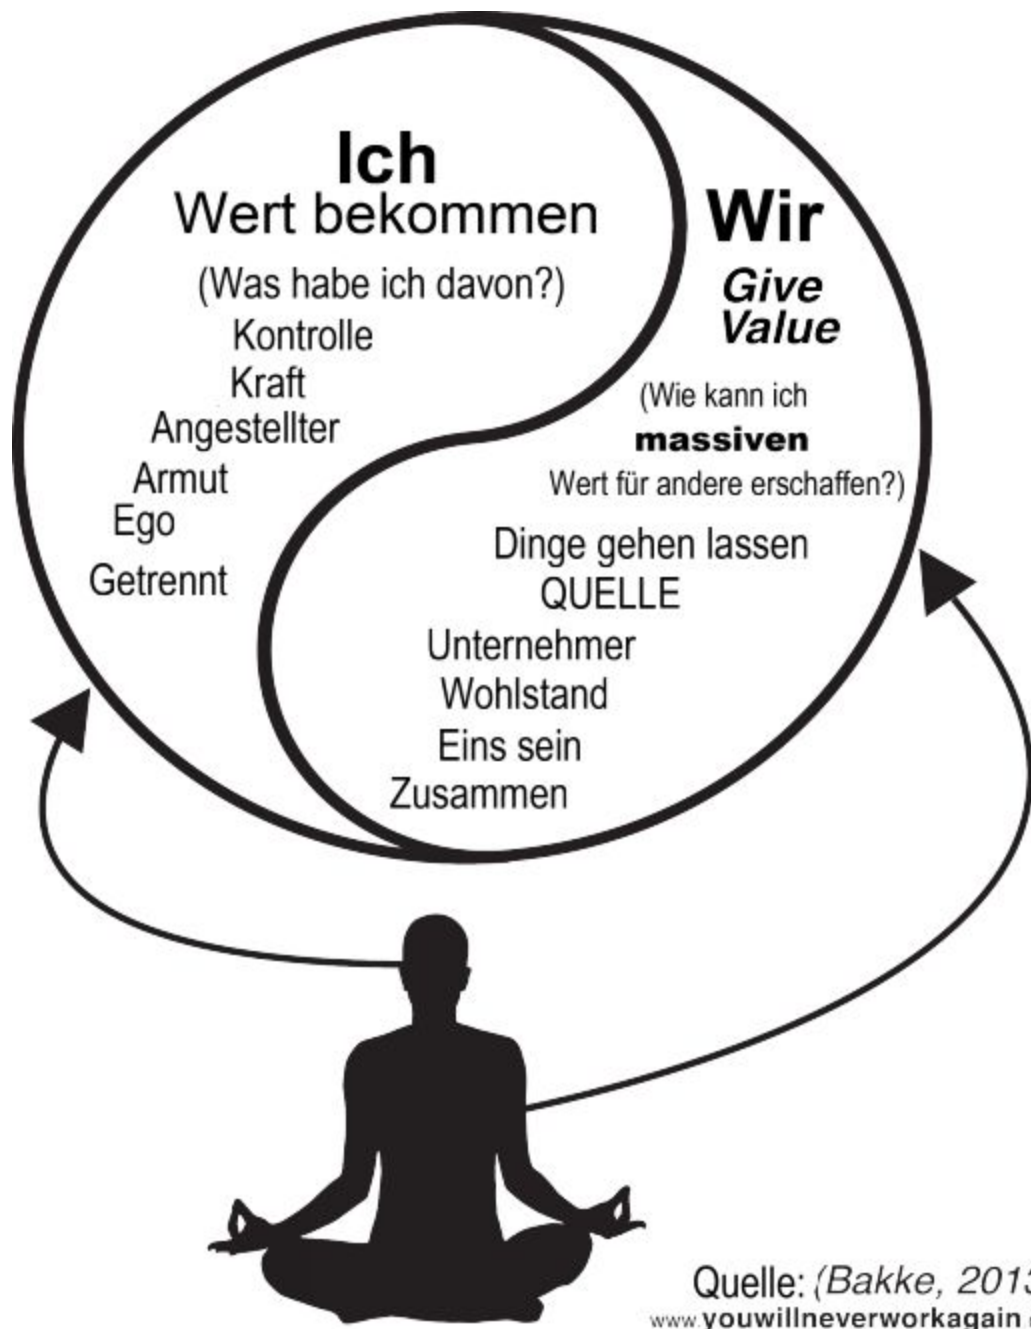 Ich
Wert bekommen
(Was habe ich davon?)
Kontrolle
Kraft
Angestellter
Armut
Ego
Getrennt
Wir
Give
Value
(Wie kann ich
massiven
Wert für andere erschaffen?)
Dinge gehen lassen
QUELLE
Unternehmer
Wohlstand
Eins sein
Zusammen
Quelle: (Bakke, 2013
www.youwillneverworkagain.